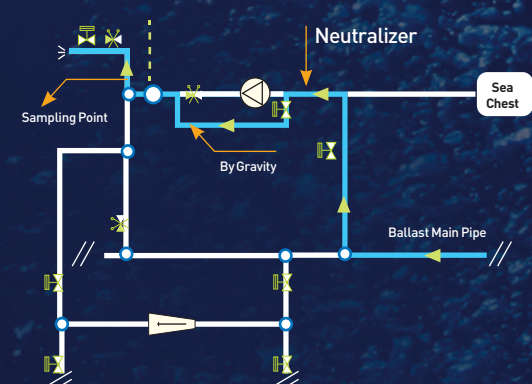 Neutralizer
Sea
Chest
Sampling Point
By Gravity
Ballast Main Pipe